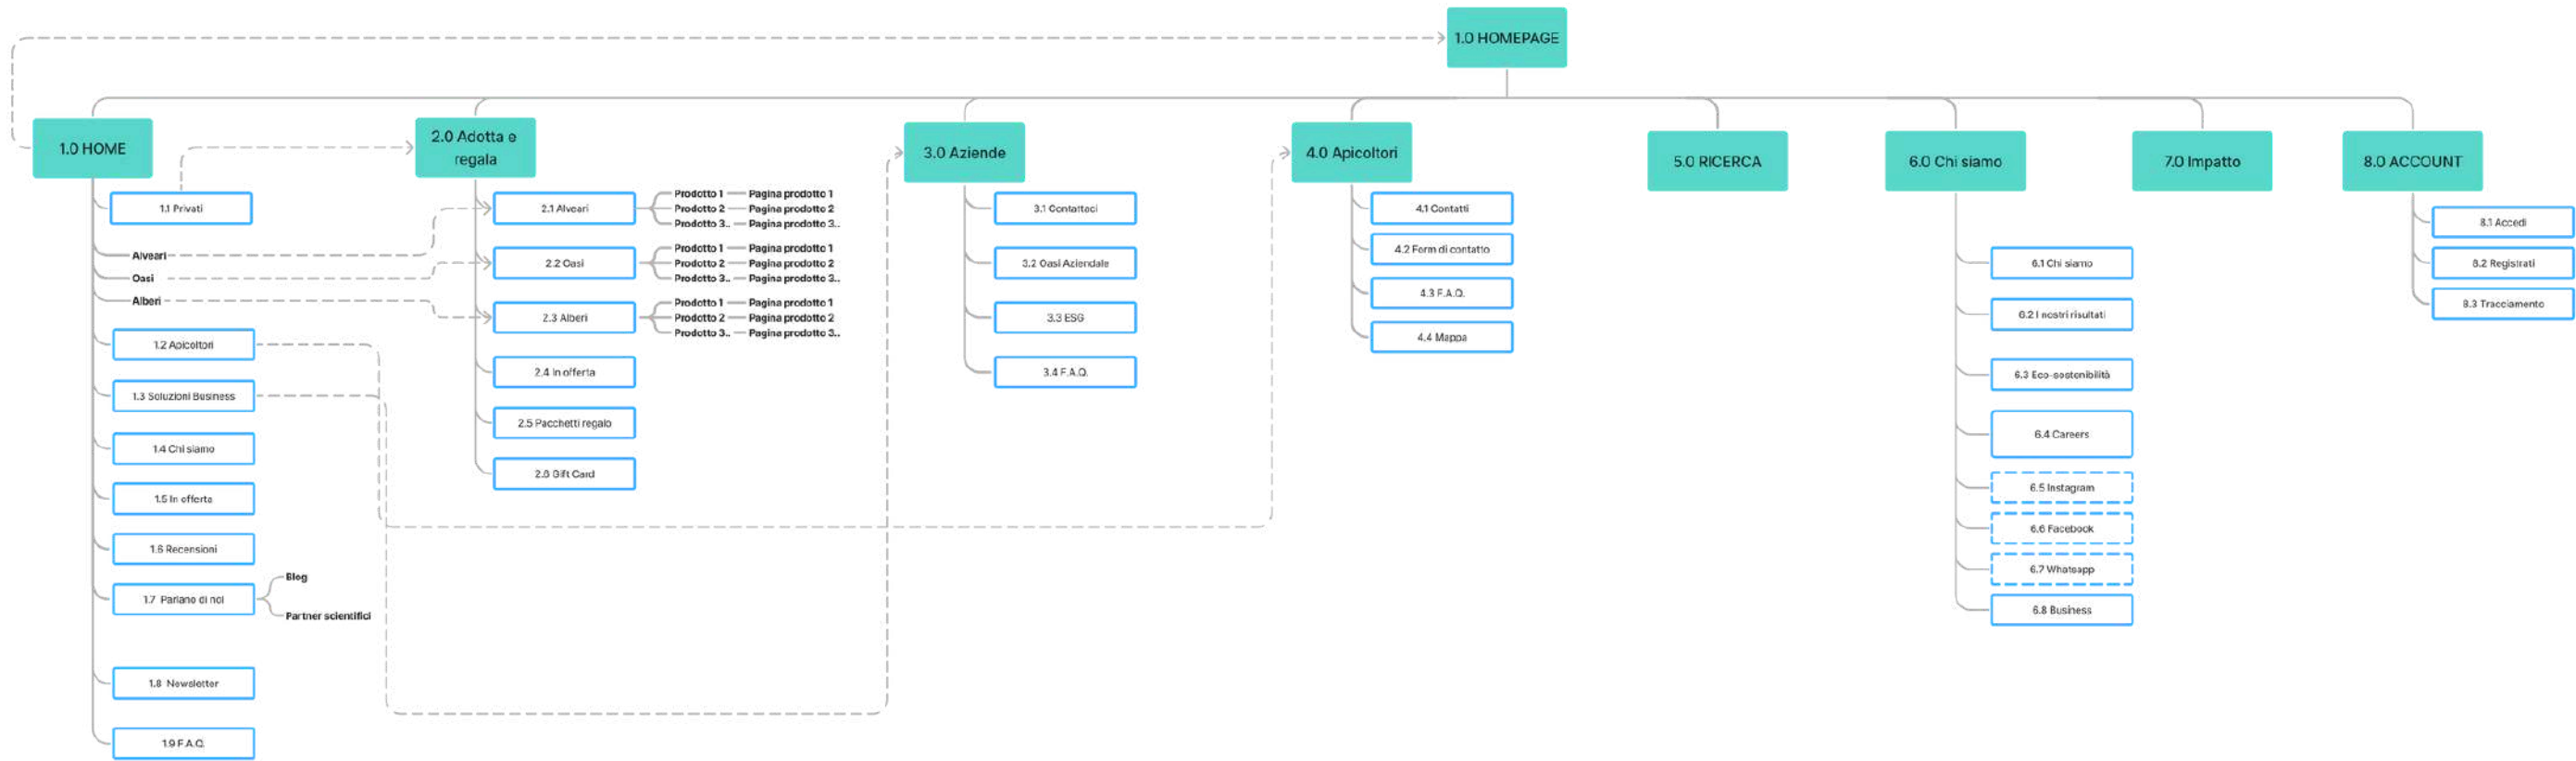 1.0 HOMEPAGE
1.0 HOME
1.1 Privati
Alveari
Oasi
Alberi
1.2 Apicoltori
1.3 Soluzioni Business
1.4 Chi siamo
1.5 In offerta
1.6 Recensioni
1.7 Parlano di noi
Blog
Partner scientifici
1.8 Newsletter
1.9 F.A.Q.
2.0 Adotta e
regala
2.1 Alveari
Prodotto 1
Pagina prodotto 1
Prodotto 2
Pagina prodotto 2
Prodotto 3..
Pagina prodotto 3..
2.2 Oasi
Prodotto 1
Pagina prodotto 1
Prodotto 2
Pagina prodotto 2
Prodotto 3..
Pagina prodotto 3..
2.3 Alberi
Prodotto 1
Pagina prodotto 1
Prodotto 2
Pagina prodotto 2
Prodotto 3..
Pagina prodotto 3..
2.4 In offerta
2.5 Pacchetti regalo
2.6 Gift Card
3.0 Aziende
3.1 Contattaci
3.2 Oasi Aziendale
3.3 ESG
3.4 F.A.Q.
4.0 Apicoltori
4.1 Contatti
4.2 Form di contatto
4.3 F.A.Q.
4.4 Mappa
5.0 RICERCA
6.0 Chi siamo
6.1 Chi siamo
6.2 I nostri risultati
6.3 Eco-sostenibilità
6.4 Careers
6.5 Instagram
6.6 Facebook
6.7 Whatsapp
6.8 Business
7.0 Impatto
8.0 ACCOUNT
8.1 Accedi
8.2 Registrati
8.3 Tracciamento